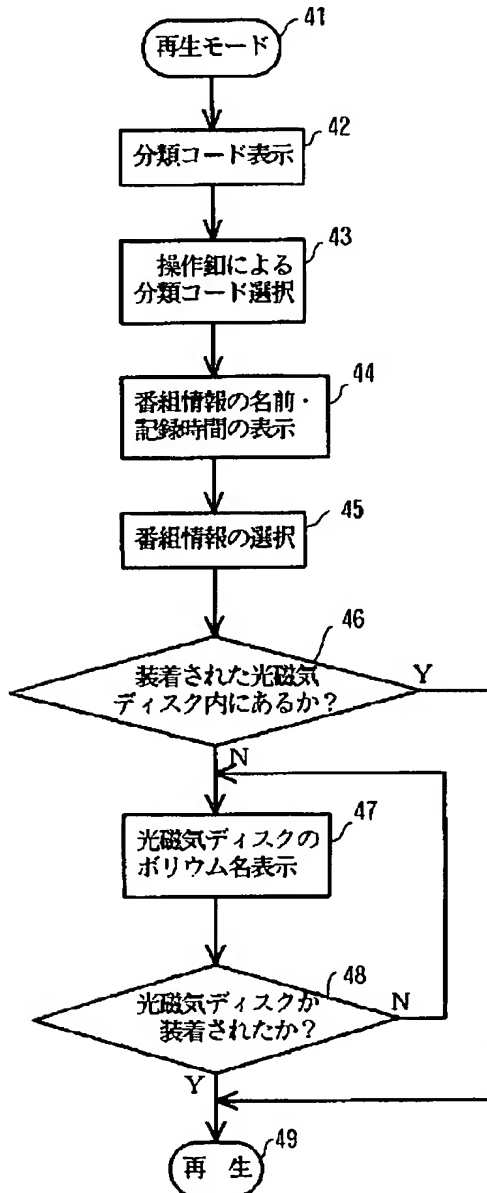 41
再生モード
42
分類コード表示
43
操作釦による
分類コード選択
44
番組情報の名前・
記録時間の表示
45
番組情報の選択
46
装着された光磁気
ディスク内にあるか？
Y
N
47
光磁気ディスクの
ボリウム名表示
48
光磁気ディスクが
装着されたか？
N
Y
49
再 生